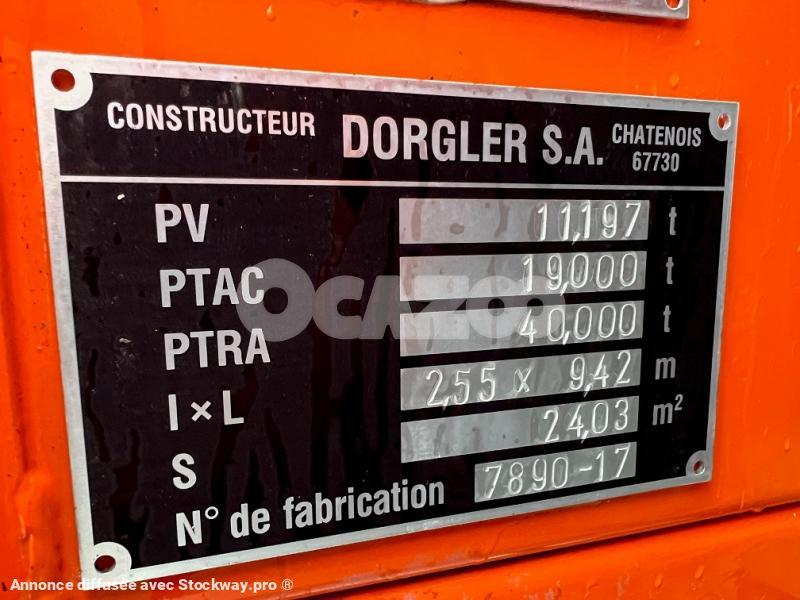 CONSTRUCTEUR DORGLER S.A. CHATENOIS
67730
PV 11,197 t
PTAC 19,000 t
PTRA 40,000 t
l × L 2,55 x 9,42 m
S 24,03 m²
N° de fabrication 7890-17
OCAZOO
Annonce diffusée avec Stockway.pro ®